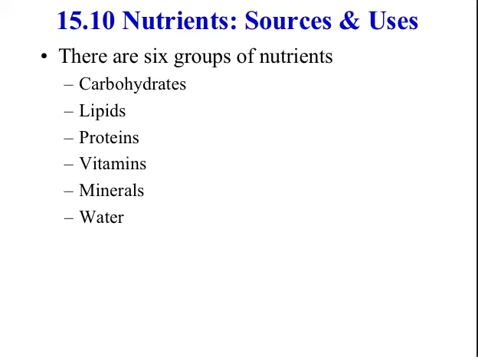 15.10 Nutrients: Sources & Uses
• There are six groups of nutrients
– Carbohydrates
– Lipids
– Proteins
– Vitamins
– Minerals
– Water